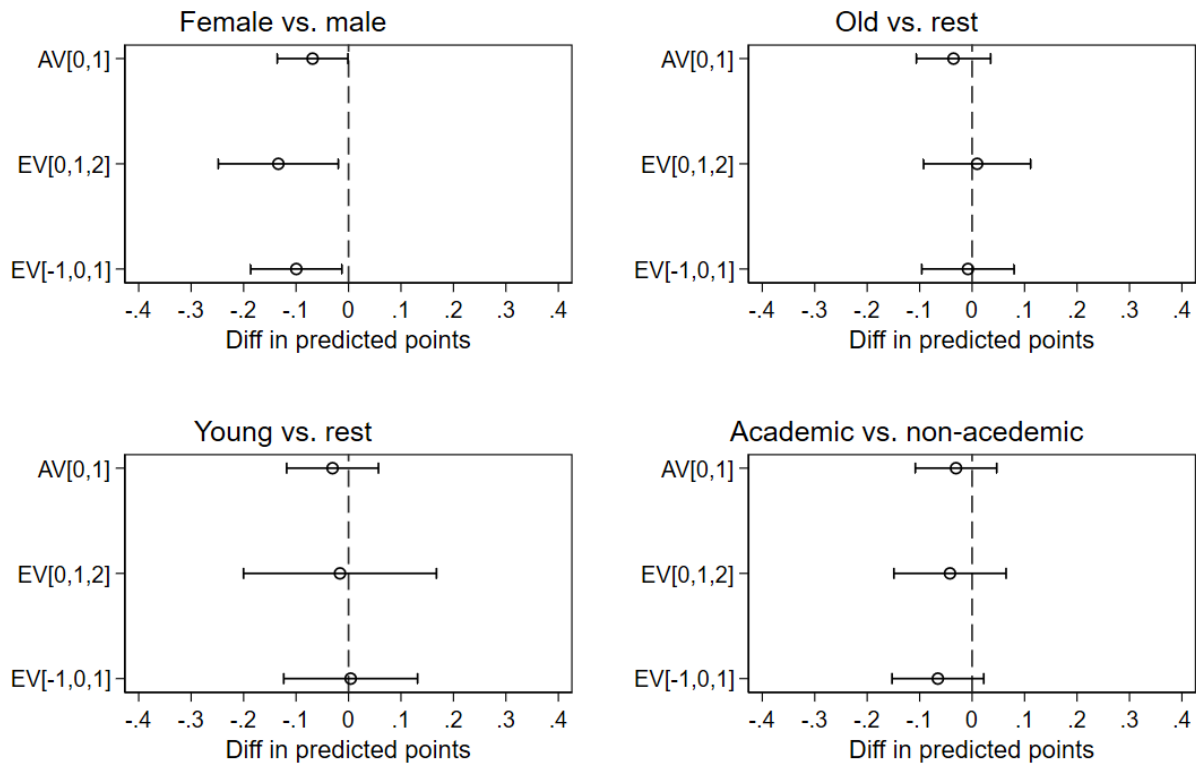 Female vs. male
AV[0,1]
EV[0,1,2]
EV[-1,0,1]
-.4 -.3 -.2 -.1 0 .1 .2 .3 .4
Diff in predicted points
Old vs. rest
AV[0,1]
EV[0,1,2]
EV[-1,0,1]
-.4 -.3 -.2 -.1 0 .1 .2 .3 .4
Diff in predicted points
Young vs. rest
AV[0,1]
EV[0,1,2]
EV[-1,0,1]
-.4 -.3 -.2 -.1 0 .1 .2 .3 .4
Diff in predicted points
Academic vs. non-acedemic
AV[0,1]
EV[0,1,2]
EV[-1,0,1]
-.4 -.3 -.2 -.1 0 .1 .2 .3 .4
Diff in predicted points